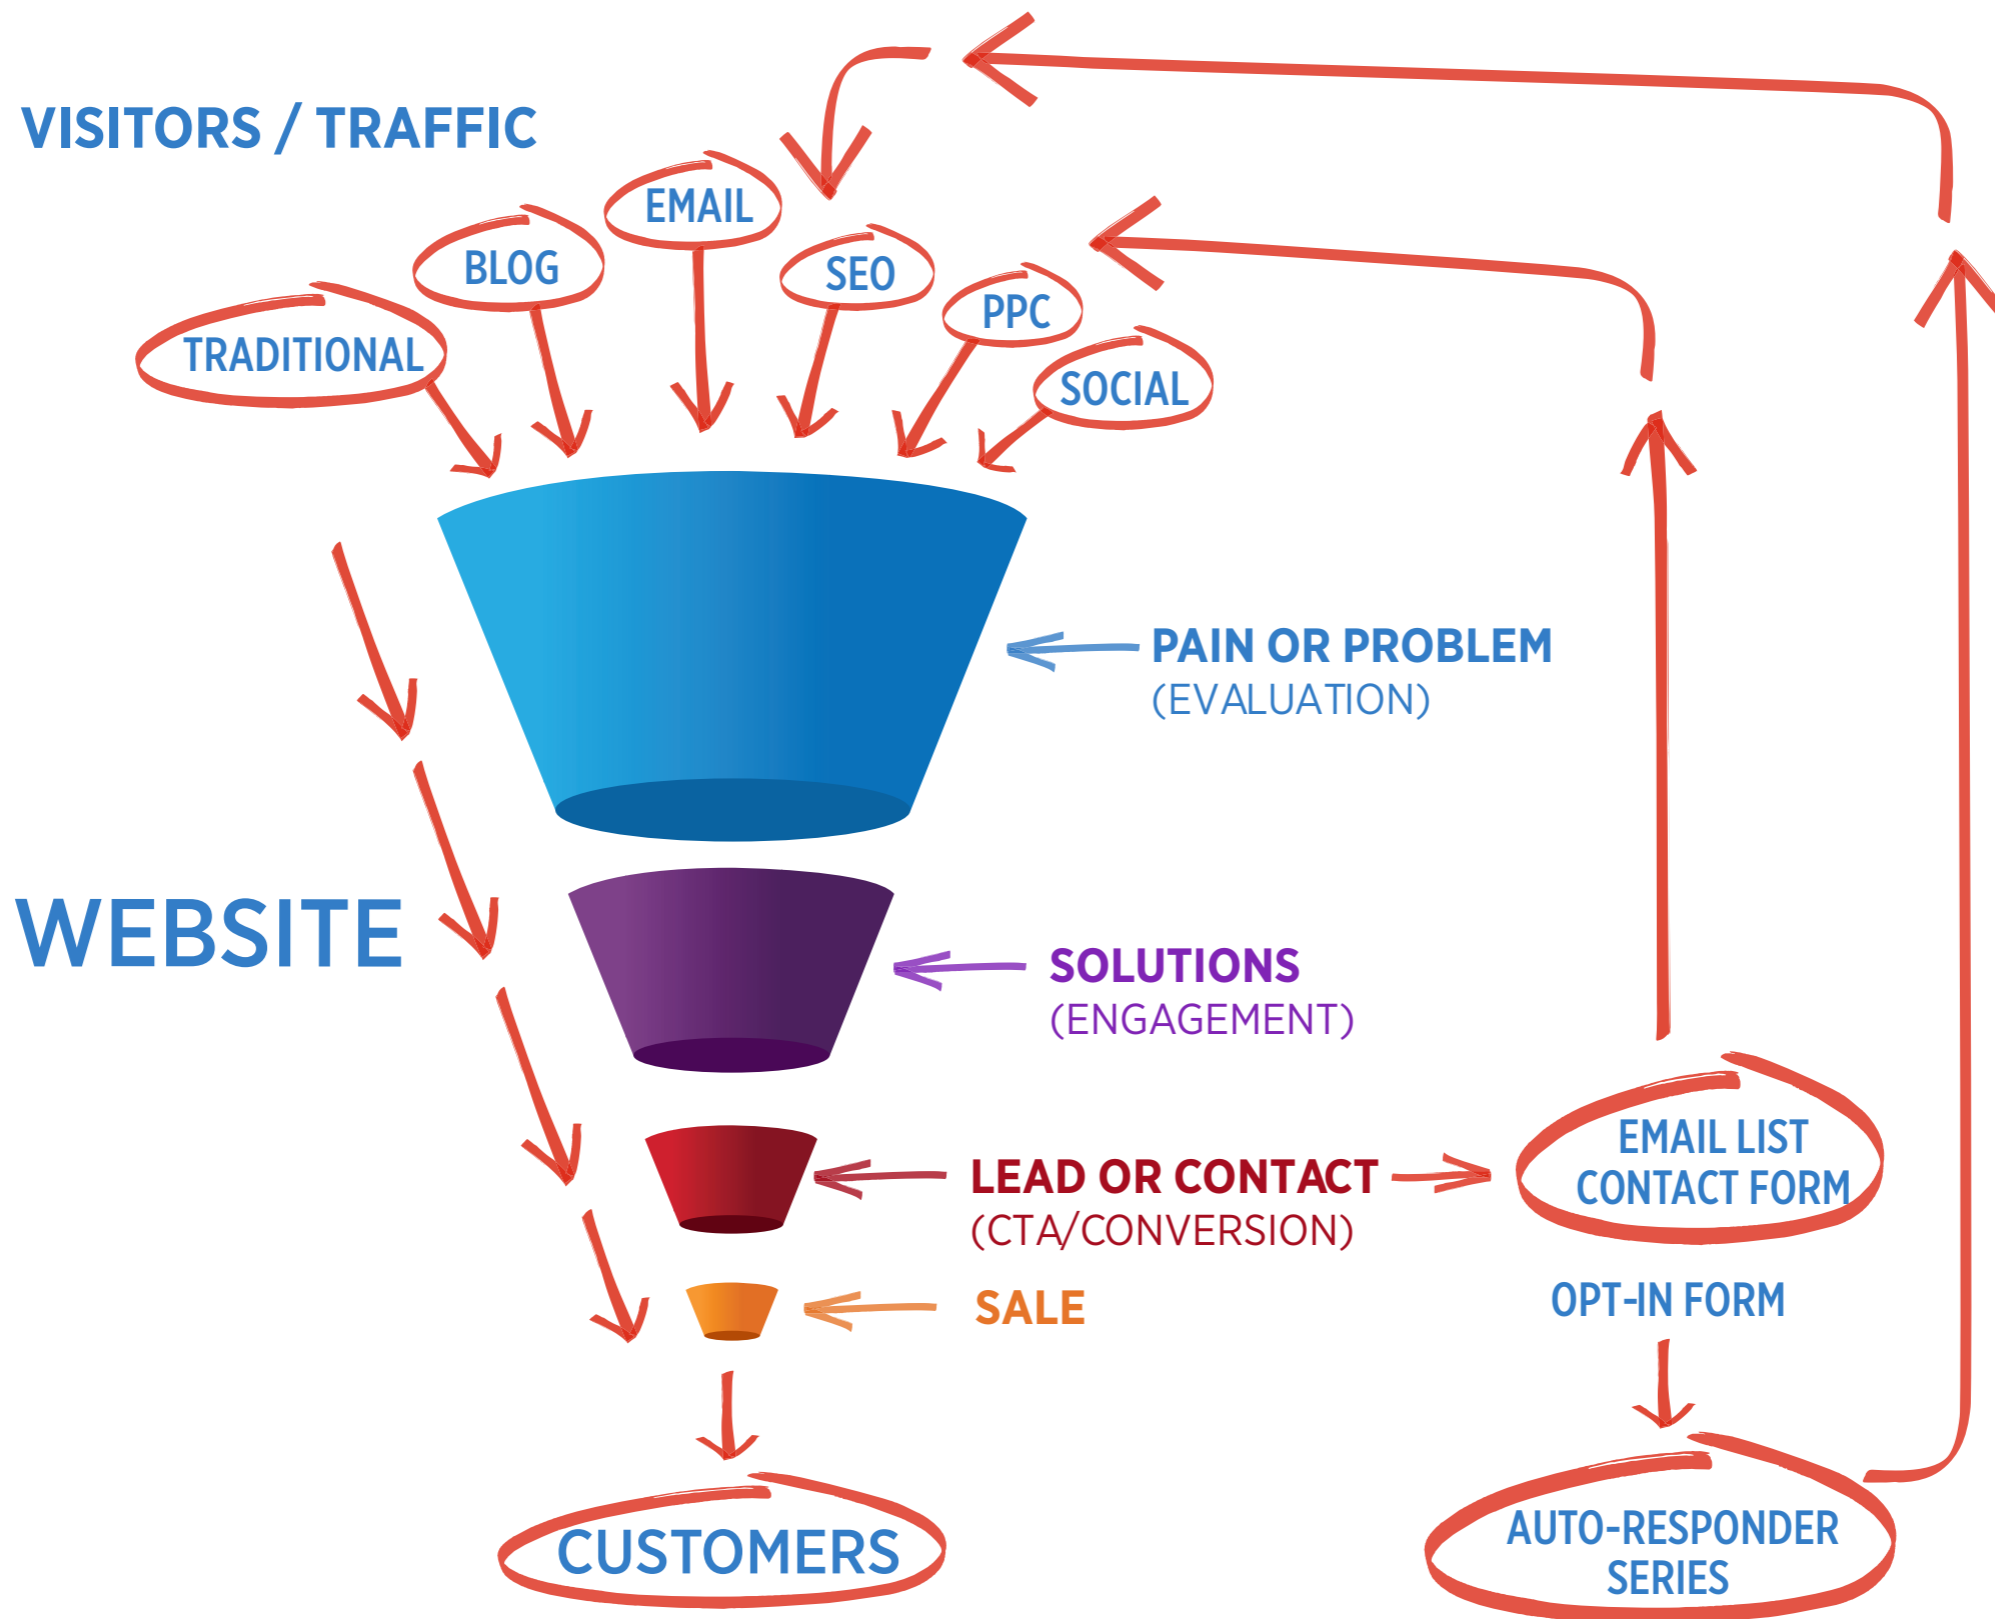 VISITORS / TRAFFIC
EMAIL
BLOG
SEO
PPC
TRADITIONAL
SOCIAL
PAIN OR PROBLEM
(EVALUATION)
WEBSITE
SOLUTIONS
(ENGAGEMENT)
LEAD OR CONTACT
(CTA/CONVERSION)
EMAIL LIST
CONTACT FORM
SALE
OPT-IN FORM
CUSTOMERS
AUTO-RESPONDER
SERIES